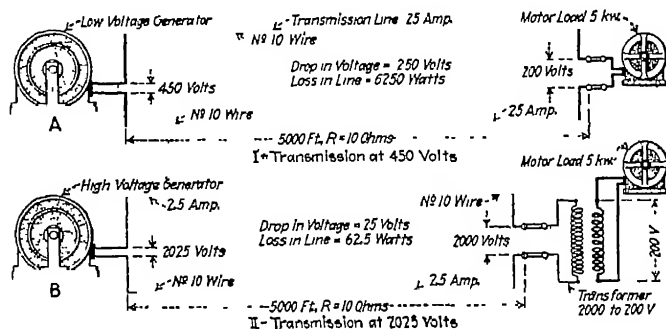 Low Voltage Generator
Transmission Line 25 Amp.
Nº 10 Wire
Motor Load 5 kw.
Drop in Voltage = 250 Volts
Loss in Line = 6250 Watts
450 Volts
200 Volts
A
Nº 10 Wire
25 Amp.
5000 Ft, R = 10 Ohms
I - Transmission at 450 Volts
Motor Load 5 kw.
High Voltage Generator
2.5 Amp.
Nº 10 Wire
Drop in Voltage = 25 Volts
Loss in Line = 62.5 Watts
2025 Volts
2000 Volts
200 V
B
Nº 10 Wire
2.5 Amp.
5000 Ft, R = 10 Ohms
Transformer
2000 to 200 V
II - Transmission at 2025 Volts